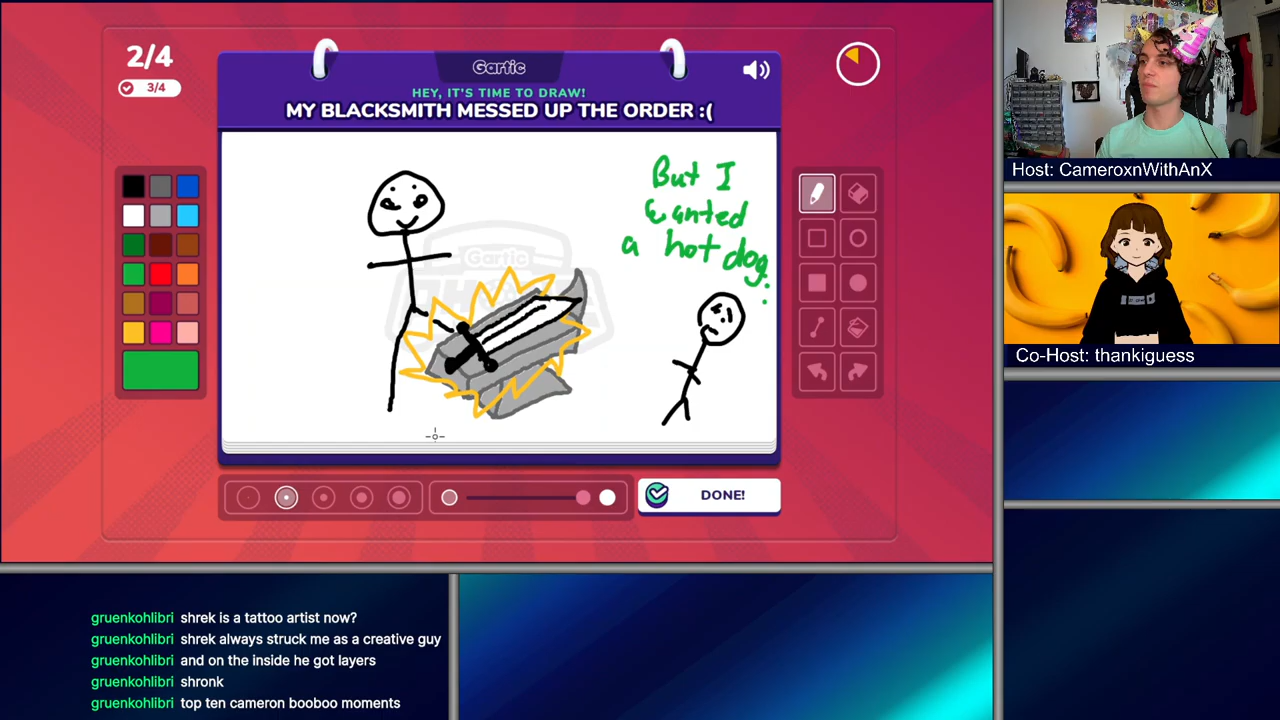 2/4
3/4
Gartic
HEY, IT'S TIME TO DRAW!
MY BLACKSMITH MESSED UP THE ORDER :(
But I
wanted
a hot dog.
Gartic
DONE!
Host: CameroxnWithAnX
Co-Host: thankiguess
gruenkohlibri shrek is a tattoo artist now?
gruenkohlibri shrek always struck me as a creative guy
gruenkohlibri and on the inside he got layers
gruenkohlibri shronk
gruenkohlibri top ten cameron booboo moments